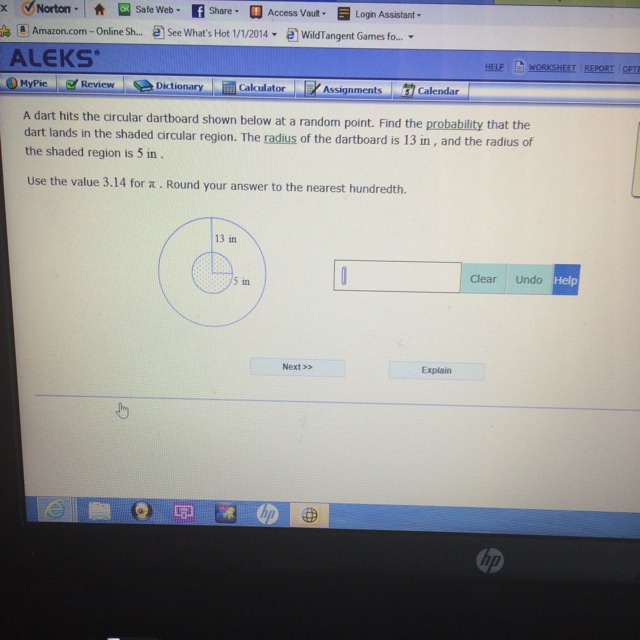 x Norton - OK Safe Web - f Share - Access Vault - Login Assistant -
a Amazon.com – Online Sh... See What's Hot 1/1/2014 WildTangent Games fo...
ALEKS®
HELP WORKSHEET REPORT
MyPie Review Dictionary Calculator Assignments Calendar
A dart hits the circular dartboard shown below at a random point. Find the probability that the
dart lands in the shaded circular region. The radius of the dartboard is 13 in , and the radius of
the shaded region is 5 in .
Use the value 3.14 for π . Round your answer to the nearest hundredth.
13 in
5 in
Clear Undo Help
Next >> Explain
hp
hp